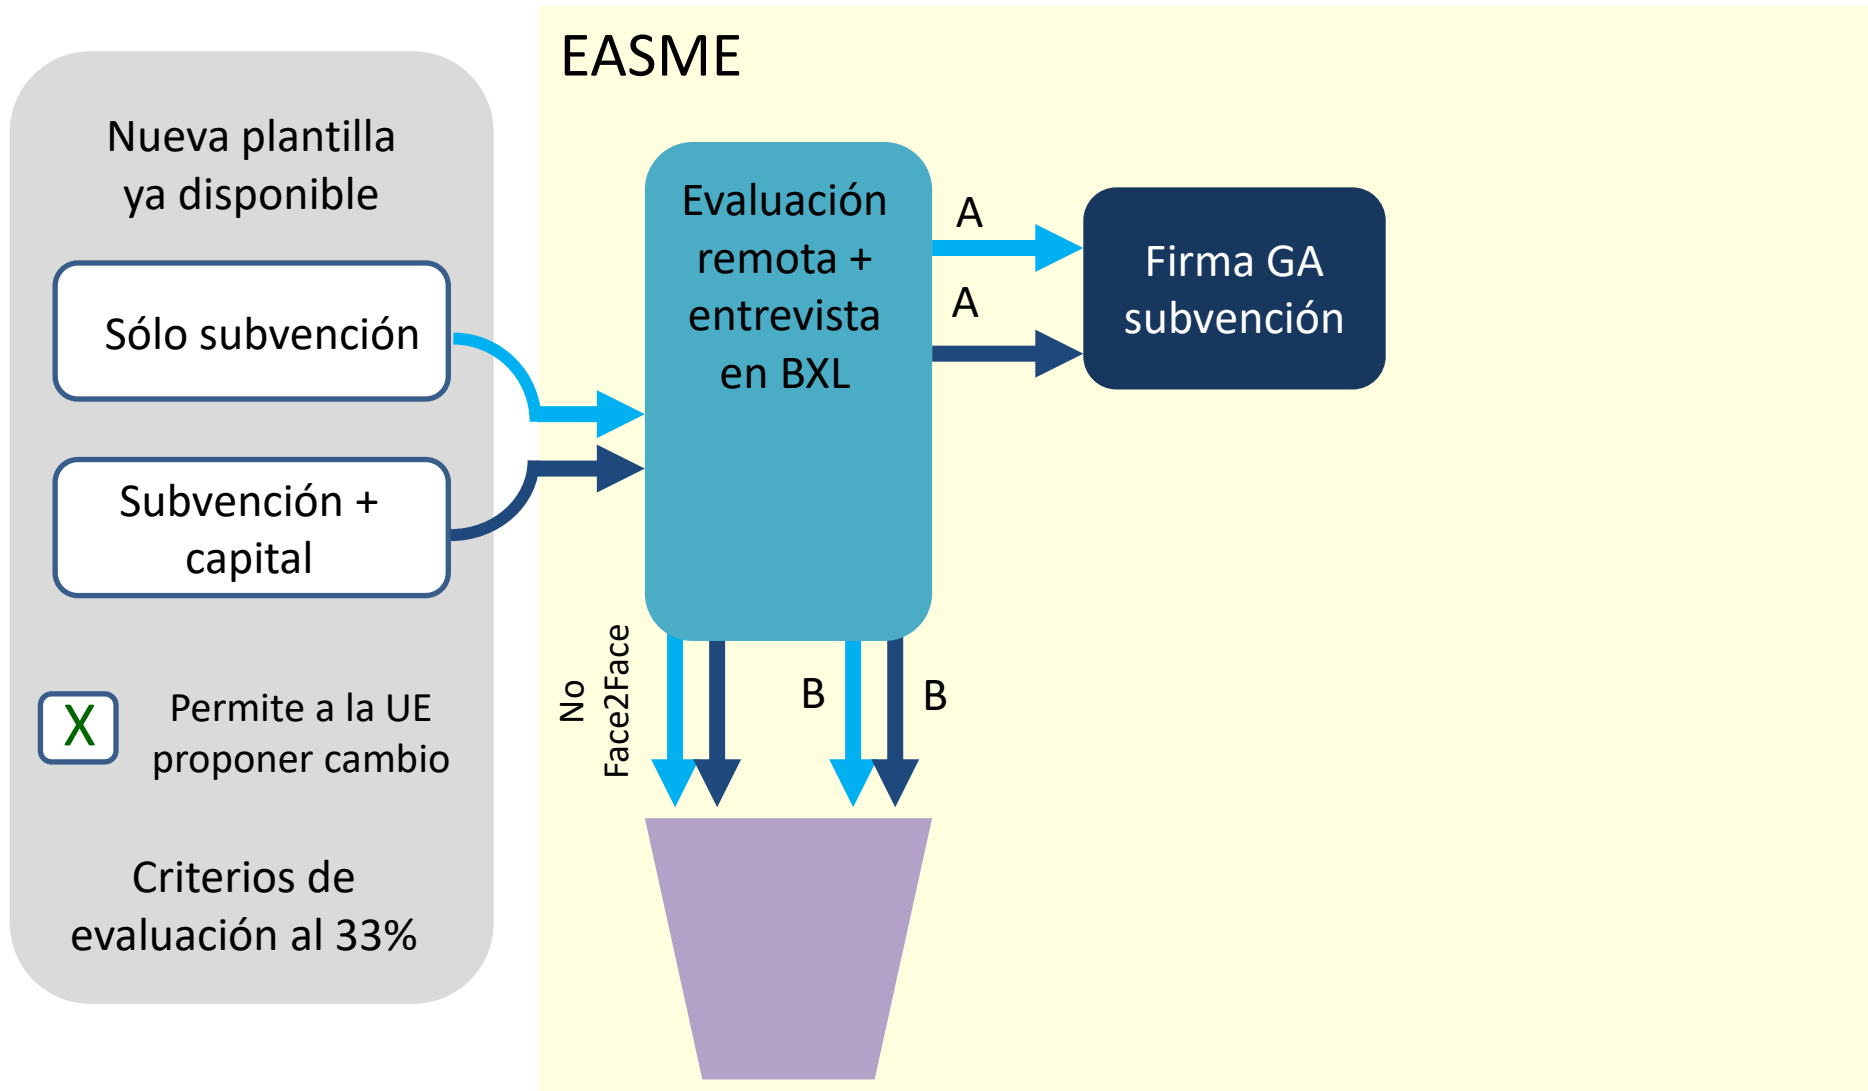 EASME
Nueva plantilla
ya disponible
Sólo subvención
Subvención +
capital
X
Permite a la UE
proponer cambio
Criterios de
evaluación al 33%
Evaluación
remota +
entrevista
en BXL
A
A
Firma GA
subvención
No
Face2Face
B
B